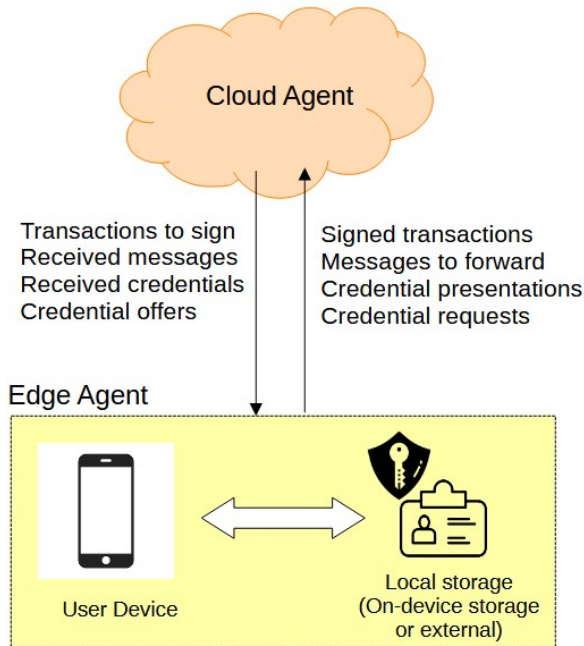 Cloud Agent
Transactions to sign
Received messages
Received credentials
Credential offers
Signed transactions
Messages to forward
Credential presentations
Credential requests
Edge Agent
User Device
Local storage
(On-device storage
or external)